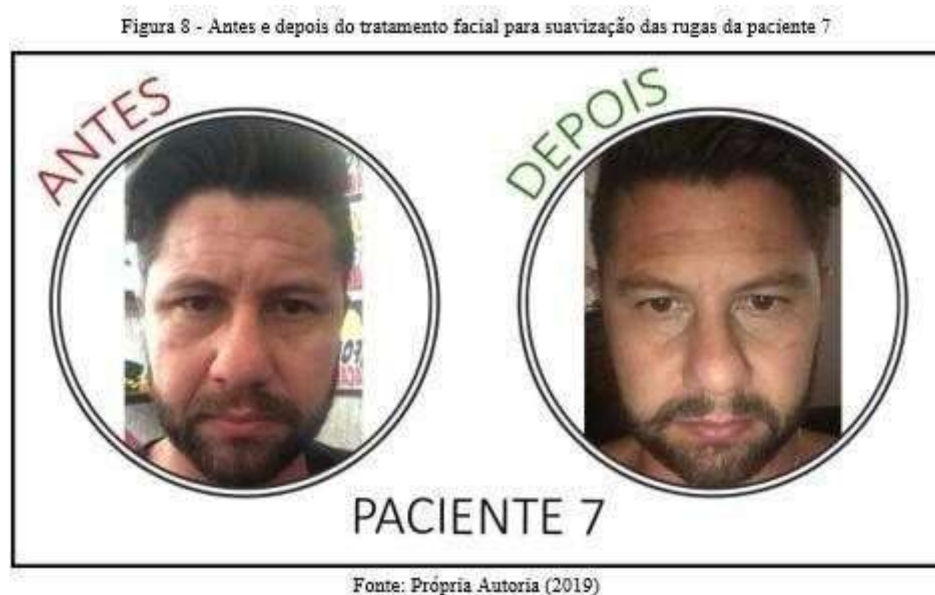 Figura 8 - Antes e depois do tratamento facial para suavização das rugas da paciente 7
ANTES
DEPOIS
PACIENTE 7
Fonte: Própria Autoria (2019)